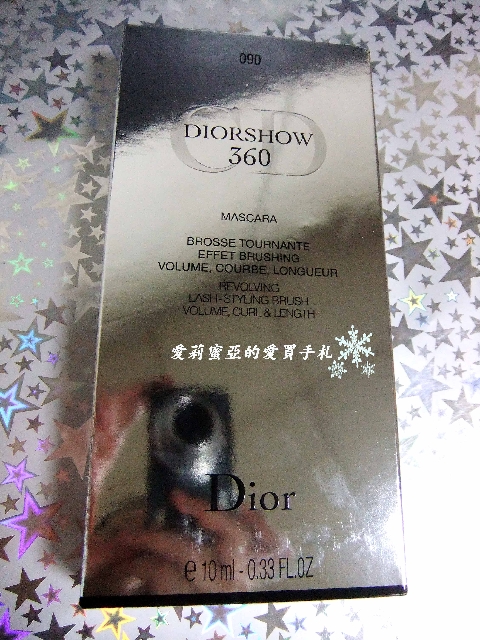 090
CD
DIORSHOW
360
MASCARA
BROSSE TOURNANTE
EFFET BRUSHING
VOLUME, COURBE, LONGUEUR
REVOLVING
LASH-STYLING BRUSH
VOLUME, CURL & LENGTH
愛莉蜜亞的愛買手札
Dior
e 10 ml - 0.33 FL.OZ